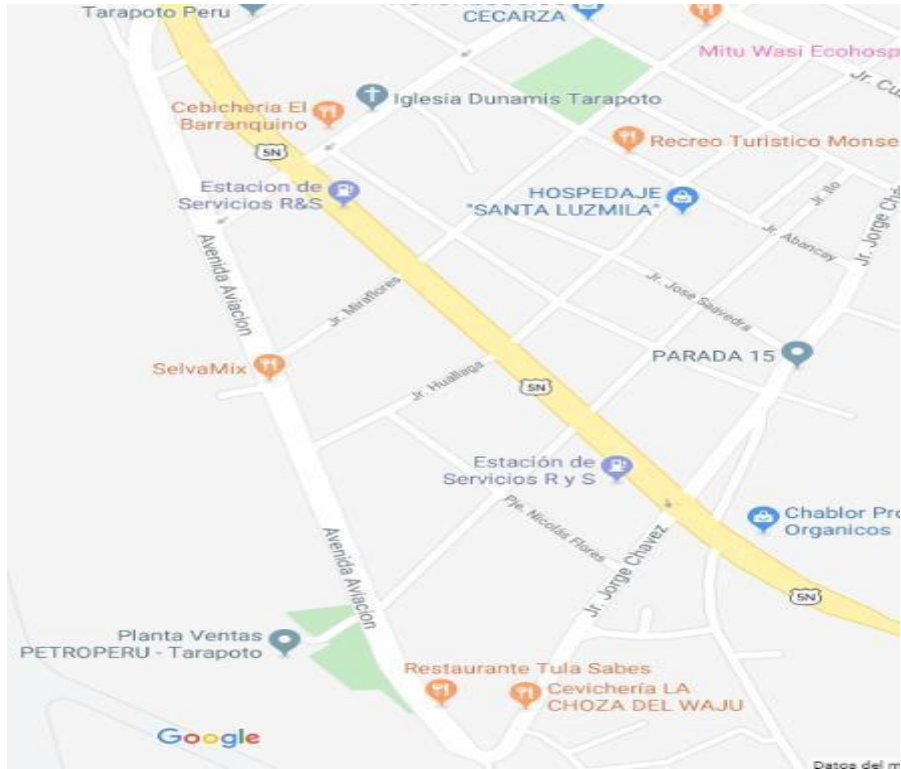 Tarapoto Peru
CECARZA
Mitu Wasi Ecohosp
Jr. Cu
Cebicheria El
Barranquino
Iglesia Dunamis Tarapoto
Recreo Turistico Monse
5N
Estacion de
Servicios R&S
HOSPEDAJE
"SANTA LUZMILA"
Jr. Ilo
Jr. Jorge Chá
Jr. Abancay
Avenida Aviacion
Jr. Miraflores
Jr. Jose Saavedra
PARADA 15
SelvaMix
Jr. Huallaga
5N
Estación de
Servicios R y S
Pje. Nicolás Flores
Chablor Pro
Organicos
Avenida Aviacion
Jr. Jorge Chavez
5N
Planta Ventas
PETROPERU - Tarapoto
Restaurante Tula Sabes
Cevichería LA
CHOZA DEL WAJU
Google
Datos del m